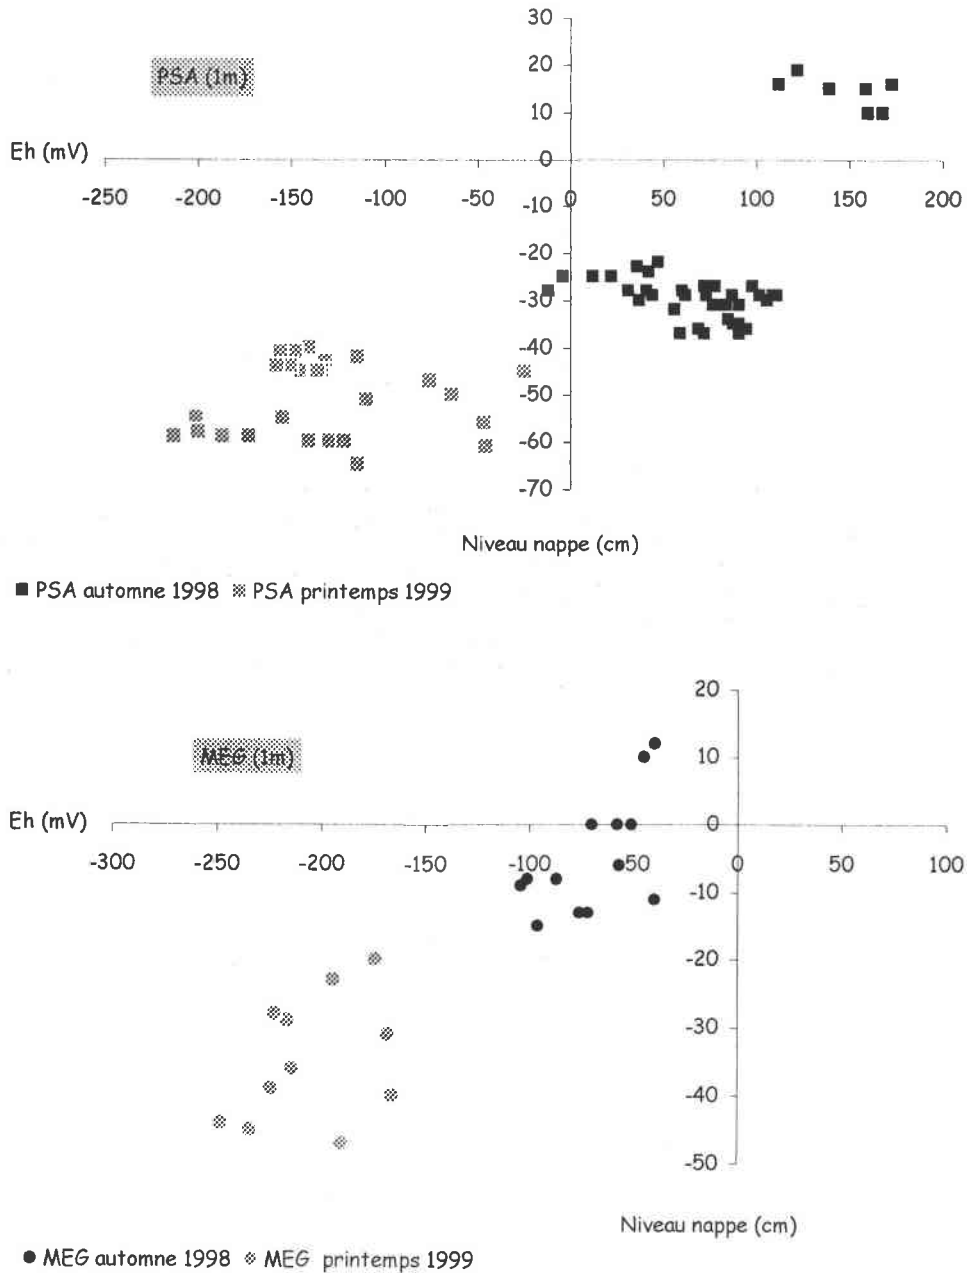 30
20
PSA (1m)
10
Eh (mV)
0
-250 -200 -150 -100 -50 0 50 100 150 200
-10
-20
-30
-40
-50
-60
-70
Niveau nappe (cm)
PSA automne 1998 PSA printemps 1999
20
10
MEG (1m)
Eh (mV)
0
-300 -250 -200 -150 -100 -50 0 50 100
-10
-20
-30
-40
-50
Niveau nappe (cm)
MEG automne 1998 MEG printemps 1999